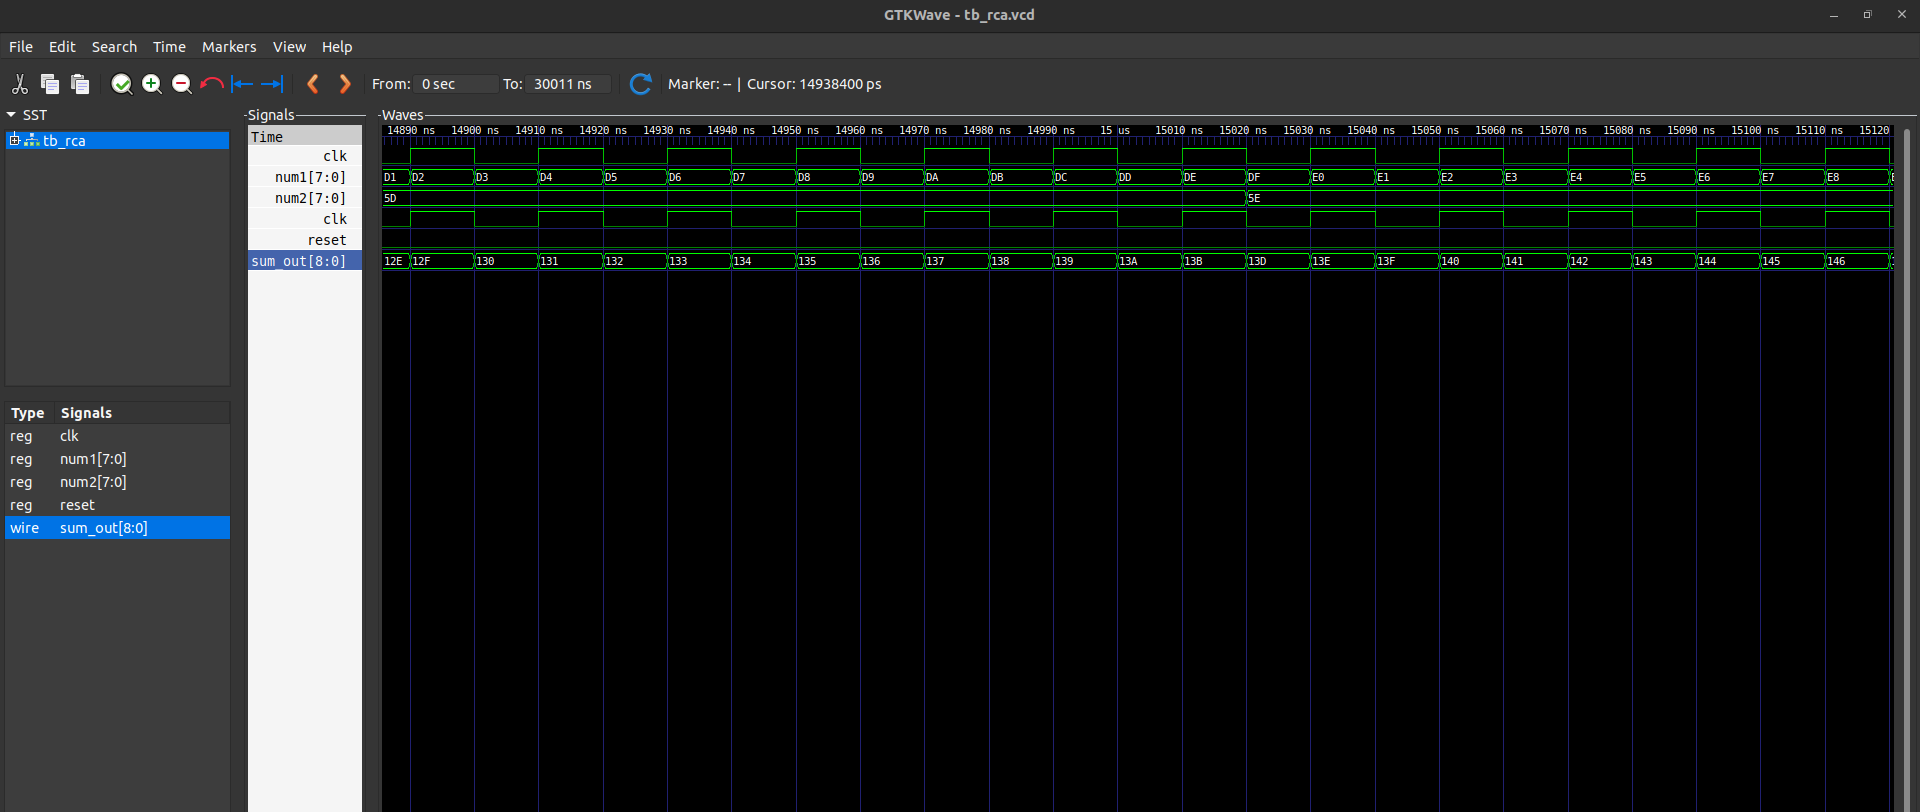 GTKWave - tb_rca.vcd
File Edit Search Time Markers View Help
From: 0 sec To: 30011 ns Marker: -- | Cursor: 14938400 ps
SST
tb_rca
Type Signals
reg clk
reg num1[7:0]
reg num2[7:0]
reg reset
wire sum_out[8:0]
Signals
Time
clk
num1[7:0]
num2[7:0]
clk
reset
sum_out[8:0]
Waves
14890 ns 14900 ns 14910 ns 14920 ns 14930 ns 14940 ns 14950 ns 14960 ns 14970 ns 14980 ns 14990 ns 15 us 15010 ns 15020 ns 15030 ns 15040 ns 15050 ns 15060 ns 15070 ns 15080 ns 15090 ns 15100 ns 15110 ns 15120
D1 D2 D3 D4 D5 D6 D7 D8 D9 DA DB DC DD DE DF E0 E1 E2 E3 E4 E5 E6 E7 E8
5D 5E
12E 12F 130 131 132 133 134 135 136 137 138 139 13A 13B 13D 13E 13F 140 141 142 143 144 145 146